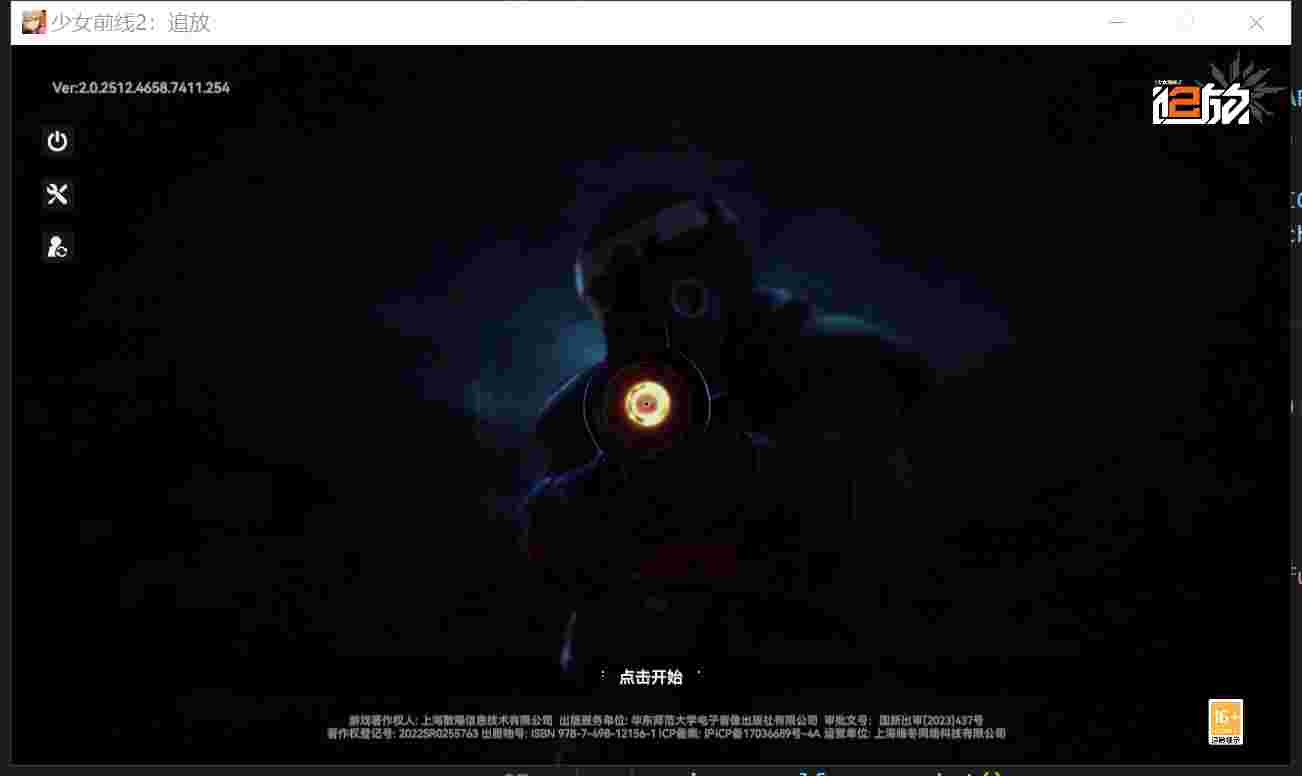 少女前线2：追放
Ver:2.0.2512.4658.7411.254
点击开始
游戏著作权人: 上海散爆信息技术有限公司 出版服务单位: 华东师范大学电子音像出版社有限公司 审批文号: 国新出审[2023]437号
著作权登记号: 2022SR0255763 出版物号: ISBN 978-7-498-12156-1 ICP备案: 沪ICP备17036689号-4A 运营单位: 上海暗冬网络科技有限公司
16+
适龄提示